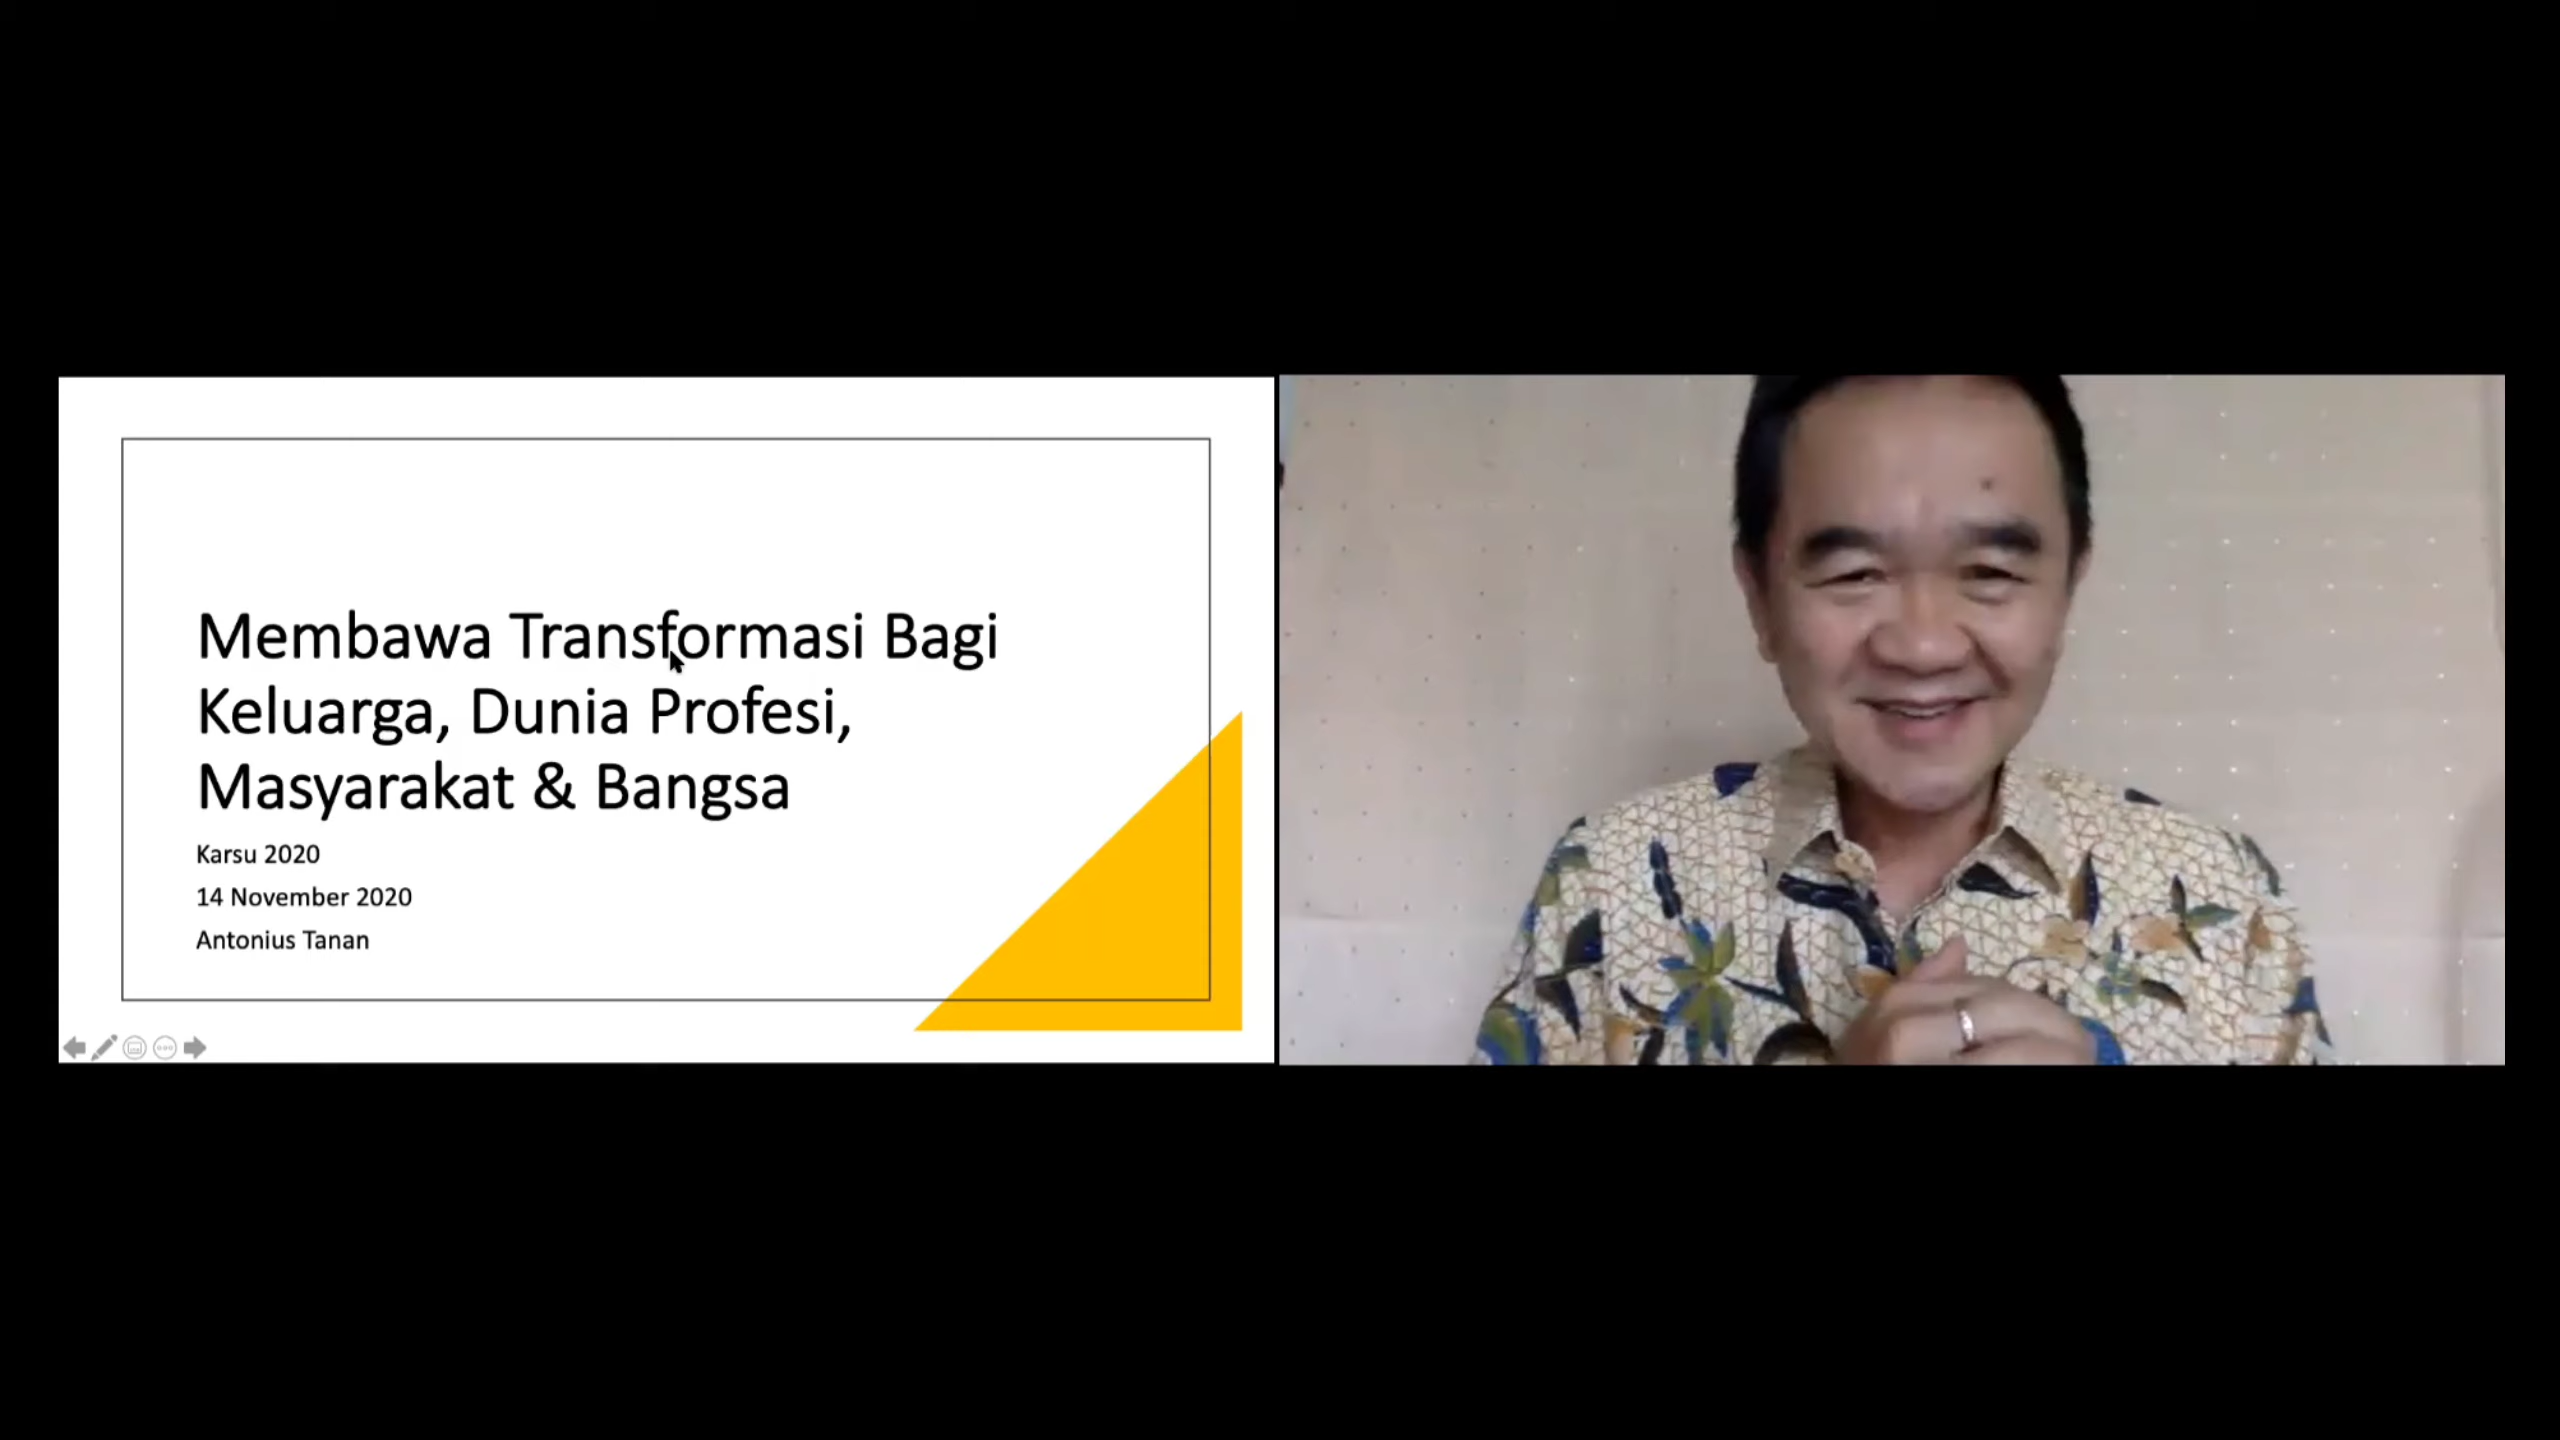 Membawa Transformasi Bagi
Keluarga, Dunia Profesi,
Masyarakat & Bangsa
Karsu 2020
14 November 2020
Antonius Tanan